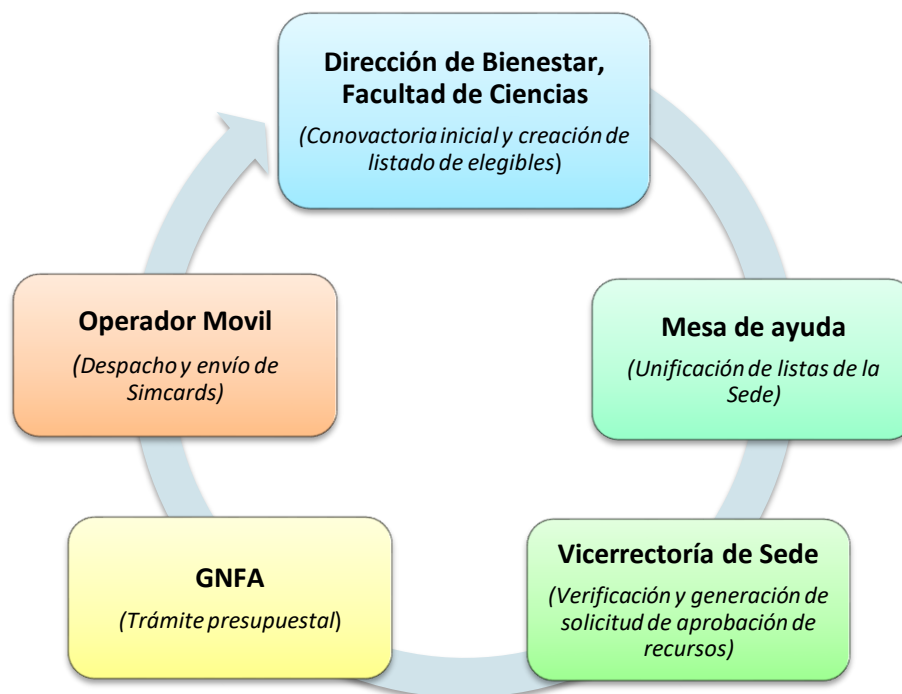 Dirección de Bienestar,
Facultad de Ciencias
(Conovactoria inicial y creación de
listado de elegibles)
Mesa de ayuda
(Unificación de listas de la
Sede)
Vicerrectoría de Sede
(Verificación y generación de
solicitud de aprobación de
recursos)
GNFA
(Trámite presupuestal)
Operador Movil
(Despacho y envío de
Simcards)